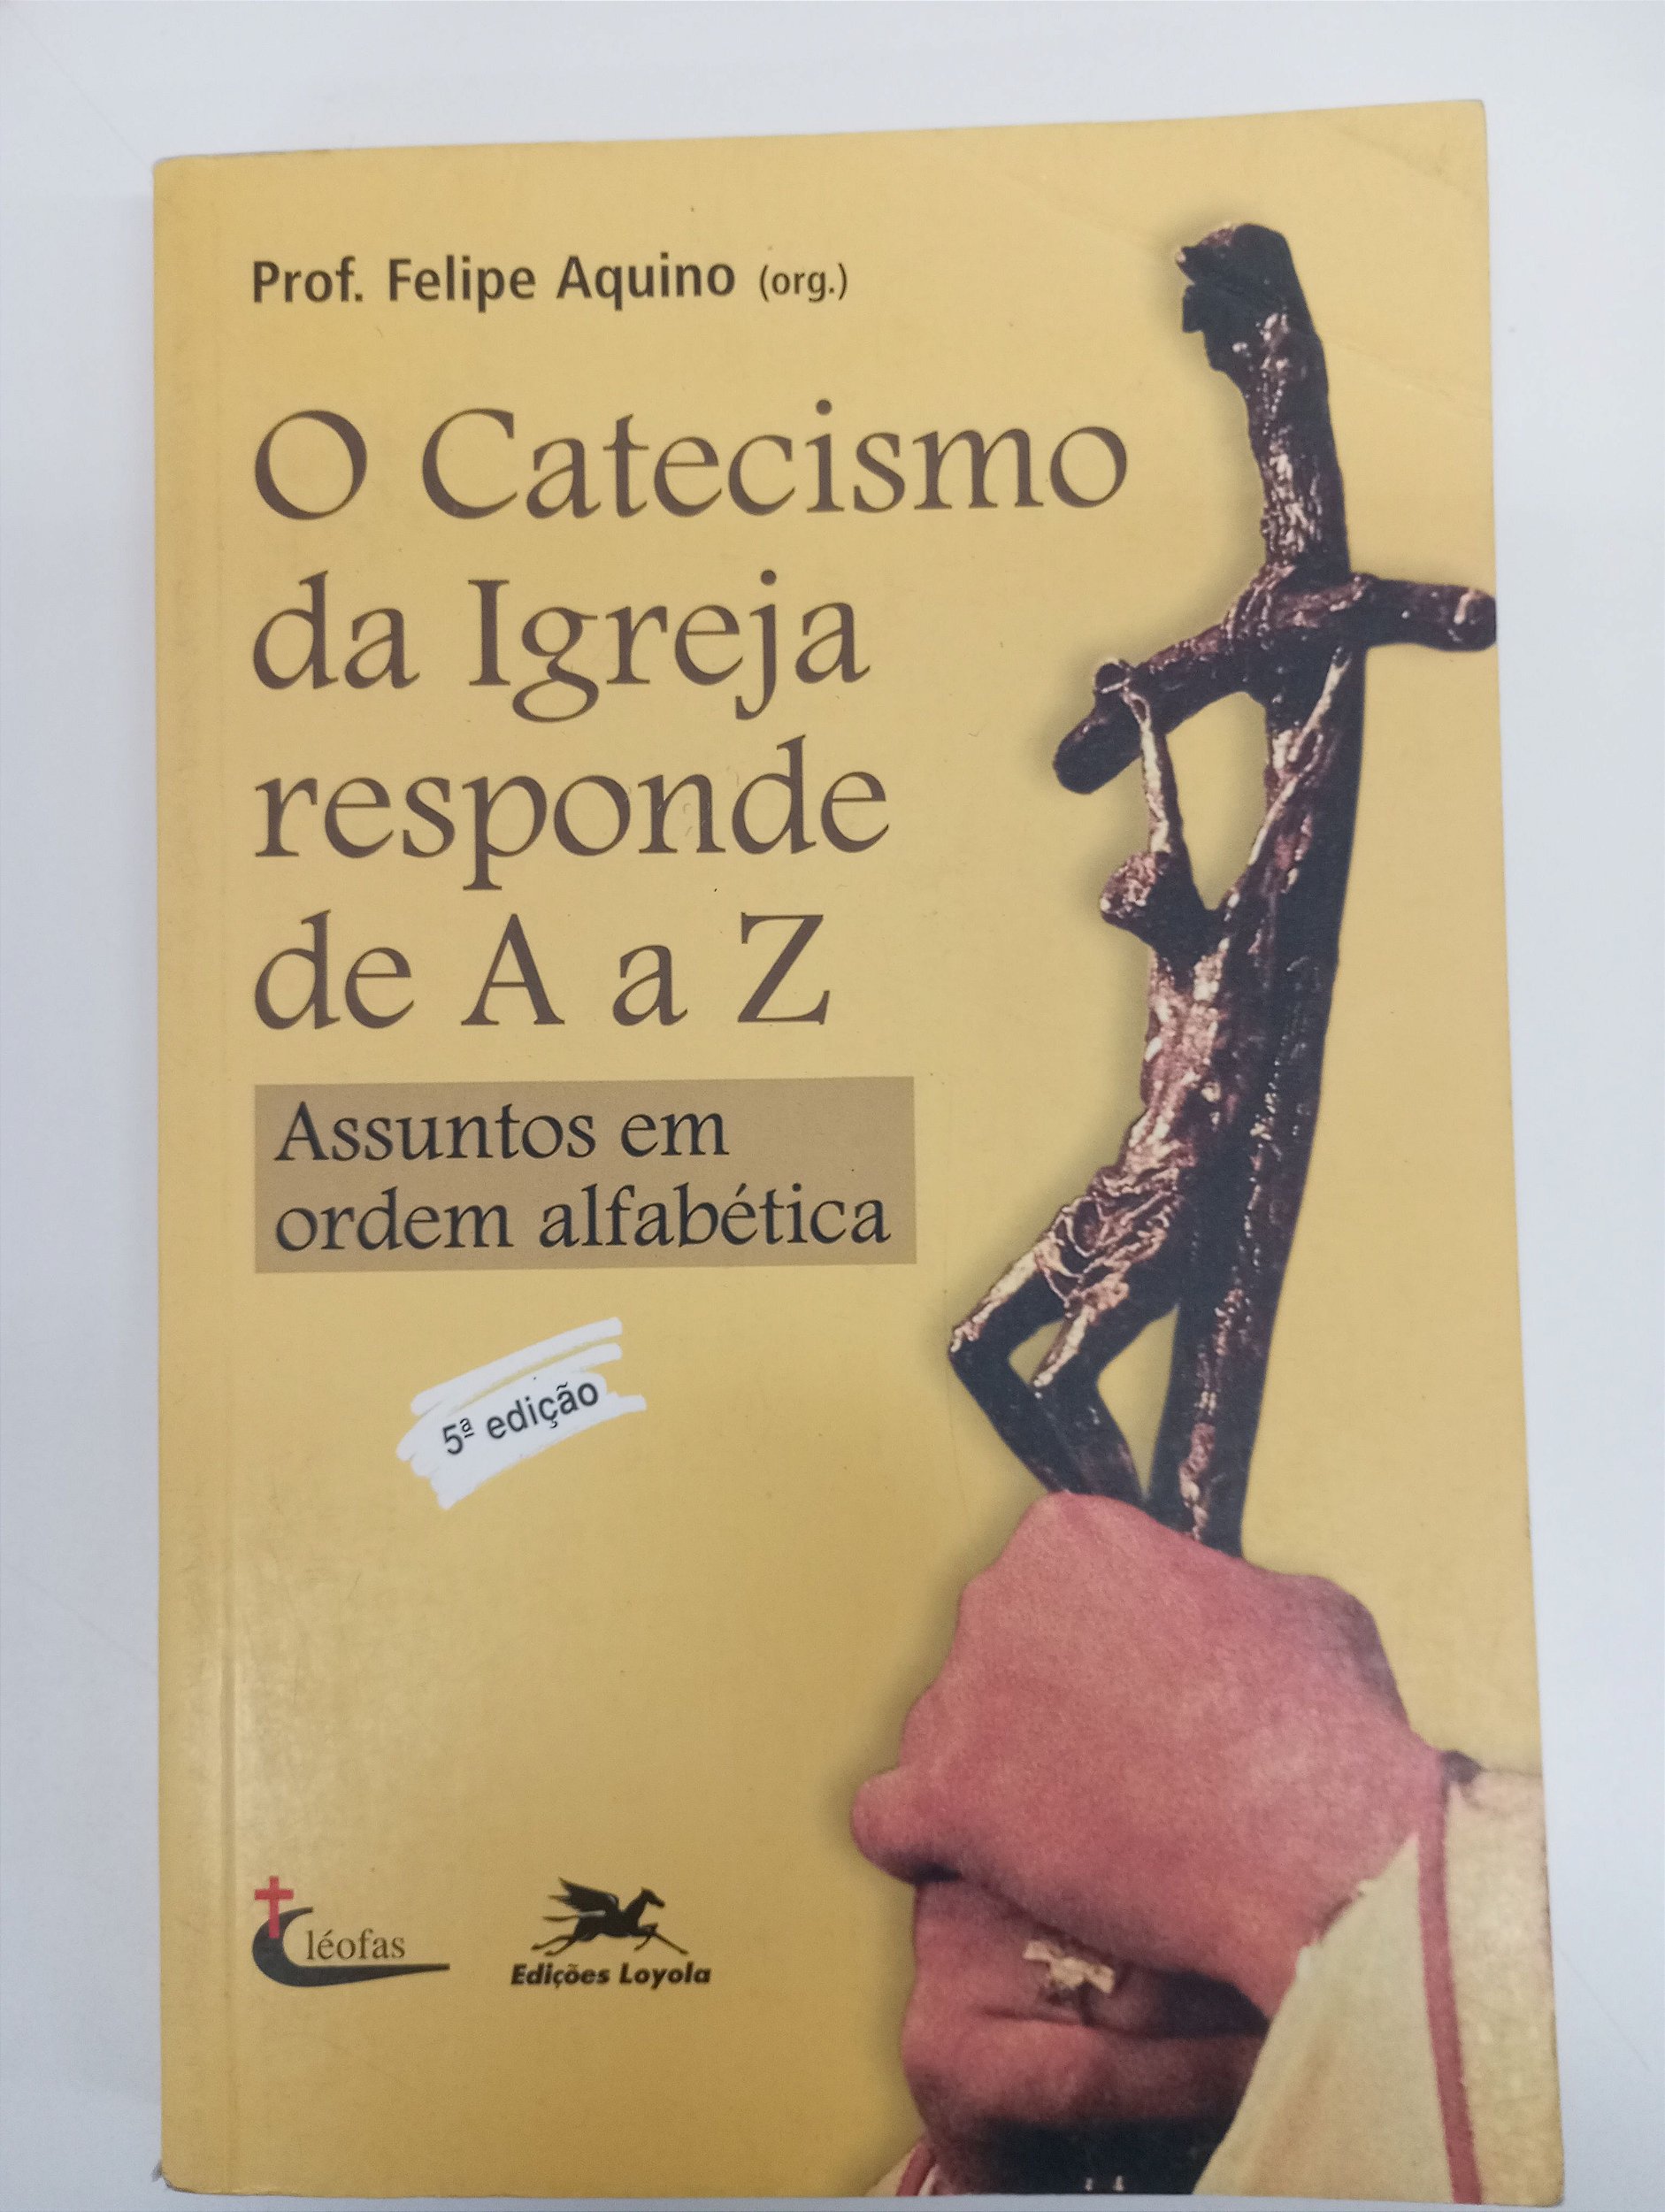 Prof. Felipe Aquino (org.)
O Catecismo
da Igreja
responde
de A a Z
Assuntos em
ordem alfabética
5ª edição
Cléofas
Edições Loyola